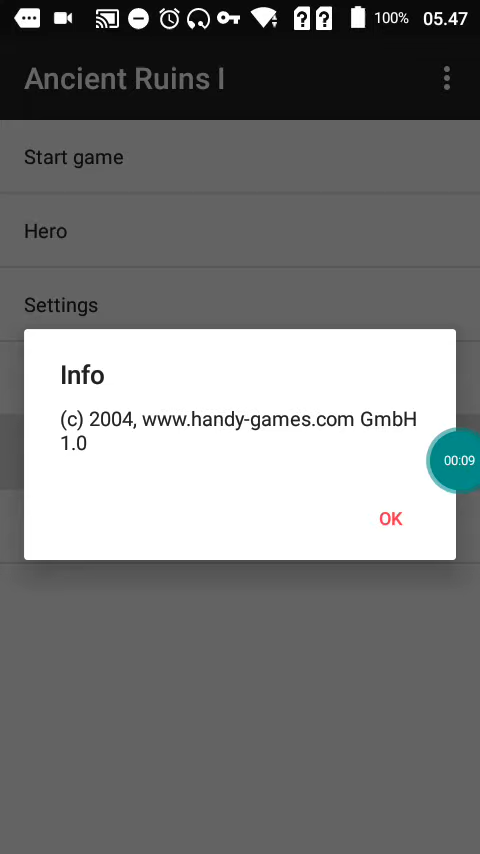 100% 05.47
Ancient Ruins I
Start game
Hero
Settings
Info
(c) 2004, www.handy-games.com GmbH
1.0
00:09
OK